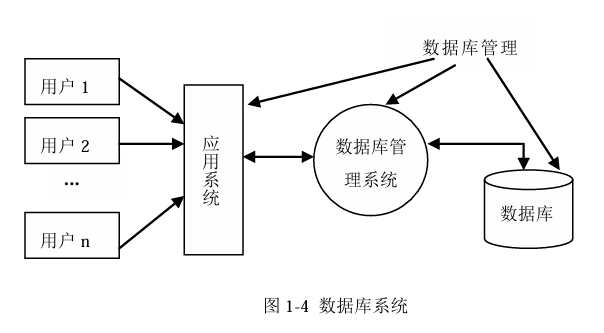 数据库管理
用户 1
用户 2
...
用户 n
应用系统
数据库管
理系统
数据库
图 1-4 数据库系统